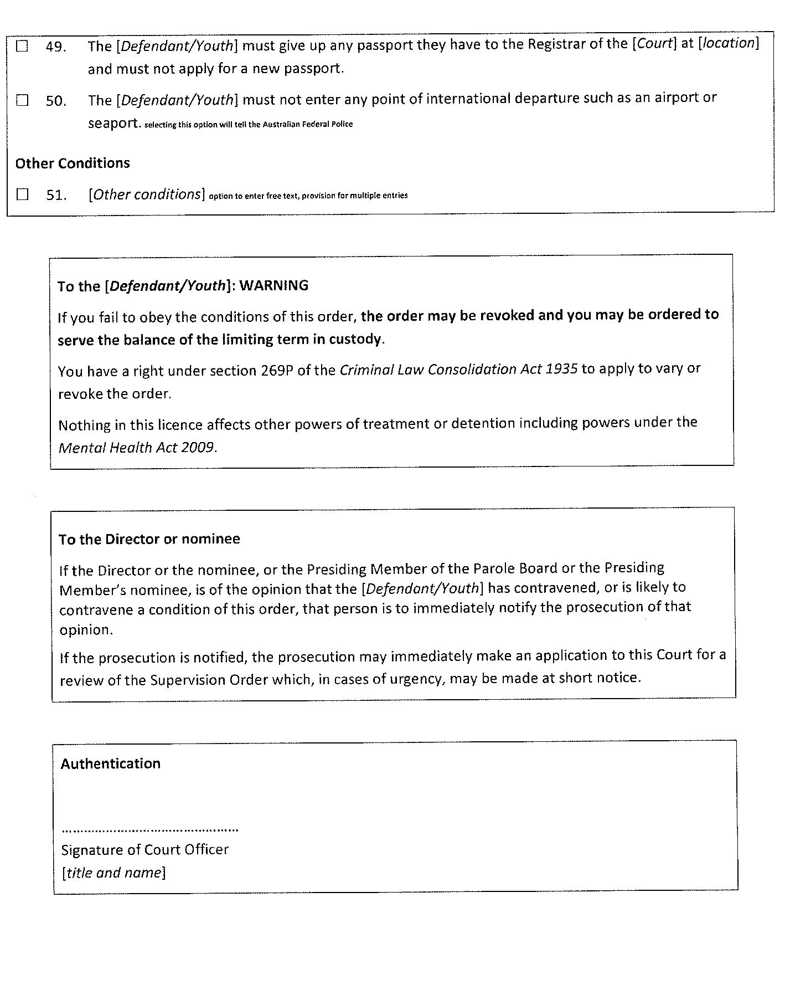 ☐ 49. The [Defendant/Youth] must give up any passport they have to the Registrar of the [Court] at [location]
and must not apply for a new passport.
☐ 50. The [Defendant/Youth] must not enter any point of international departure such as an airport or
seaport. selecting this option will tell the Australian Federal Police
Other Conditions
☐ 51. [Other conditions] option to enter free text, provision for multiple entries
To the [Defendant/Youth]: WARNING
If you fail to obey the conditions of this order, the order may be revoked and you may be ordered to
serve the balance of the limiting term in custody.
You have a right under section 269P of the Criminal Law Consolidation Act 1935 to apply to vary or
revoke the order.
Nothing in this licence affects other powers of treatment or detention including powers under the
Mental Health Act 2009.
To the Director or nominee
If the Director or the nominee, or the Presiding Member of the Parole Board or the Presiding
Member's nominee, is of the opinion that the [Defendant/Youth] has contravened, or is likely to
contravene a condition of this order, that person is to immediately notify the prosecution of that
opinion.
If the prosecution is notified, the prosecution may immediately make an application to this Court for a
review of the Supervision Order which, in cases of urgency, may be made at short notice.
Authentication
................................................
Signature of Court Officer
[title and name]